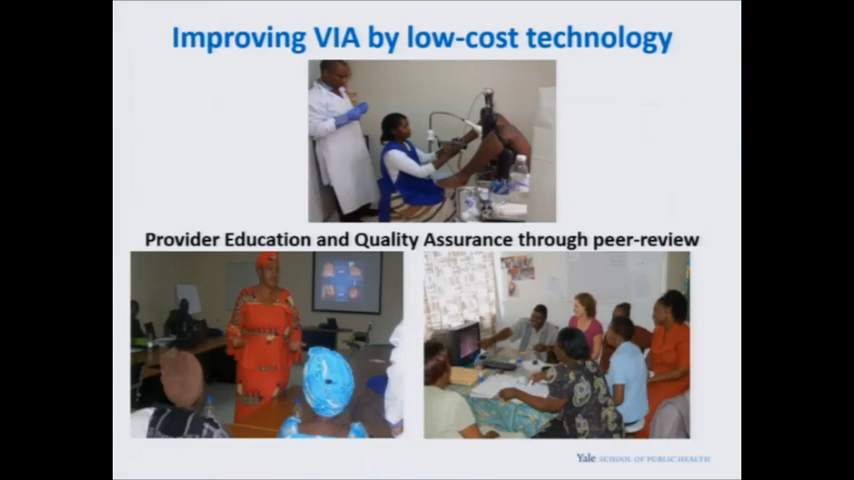 Improving VIA by low-cost technology
Provider Education and Quality Assurance through peer-review
Yale SCHOOL OF PUBLIC HEALTH